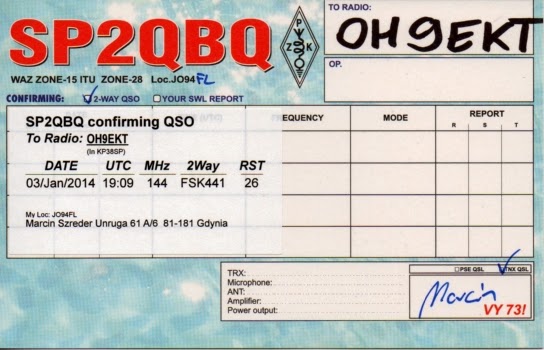 SP2QBQ
P
Z K
TO RADIO:
OH9EKT
OP.
WAZ ZONE-15 ITU ZONE-28 Loc.JO94 FL
CONFIRMING: 2-WAY QSO YOUR SWL REPORT
SP2QBQ confirming QSO
To Radio: OH9EKT
(In KP38SP)
DATE UTC MHz 2Way RST
03/Jan/2014 19:09 144 FSK441 26
My Loc: JO94FL
Marcin Szreder Unruga 61 A/6 81-181 Gdynia
EQUENCY MODE REPORT
R S T
TRX:
Microphone:
ANT:
Amplifier:
Power output:
PSE QSL TNX QSL
Marcin
VY 73!